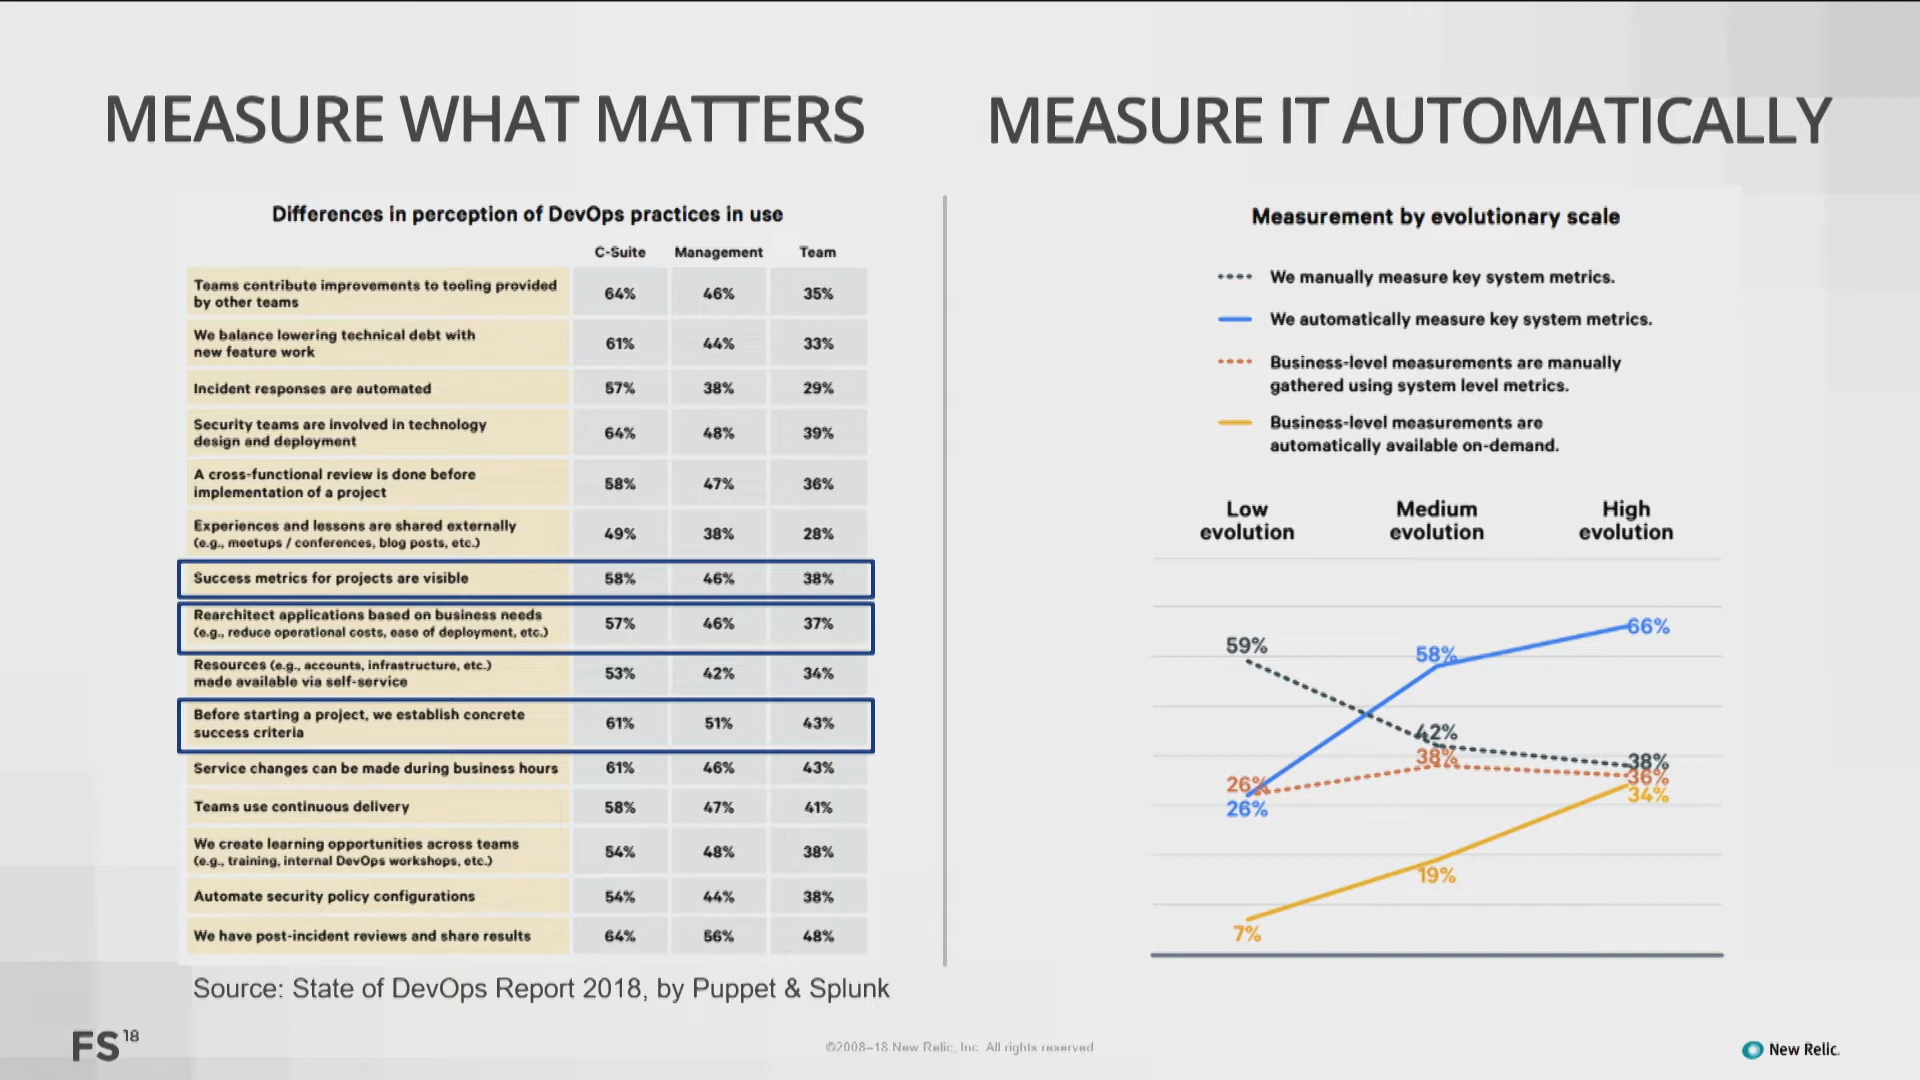 MEASURE WHAT MATTERS
Differences in perception of DevOps practices in use
C-Suite Management Team
Teams contribute improvements to tooling provided
by other teams
64% 46% 35%
We balance lowering technical debt with
new feature work
61% 44% 33%
Incident responses are automated 57% 38% 29%
Security teams are involved in technology
design and deployment
64% 48% 39%
A cross-functional review is done before
implementation of a project
58% 47% 36%
Experiences and lessons are shared externally
(e.g., meetups / conferences, blog posts, etc.)
49% 38% 28%
Success metrics for projects are visible 58% 46% 38%
Rearchitect applications based on business needs
(e.g., reduce operational costs, ease of deployment, etc.)
57% 46% 37%
Resources (e.g., accounts, infrastructure, etc.)
made available via self-service
53% 42% 34%
Before starting a project, we establish concrete
success criteria
61% 51% 43%
Service changes can be made during business hours 61% 46% 43%
Teams use continuous delivery 58% 47% 41%
We create learning opportunities across teams
(e.g., training, internal DevOps workshops, etc.)
54% 48% 38%
Automate security policy configurations 54% 44% 38%
We have post-incident reviews and share results 64% 56% 48%
Source: State of DevOps Report 2018, by Puppet & Splunk
MEASURE IT AUTOMATICALLY
Measurement by evolutionary scale
We manually measure key system metrics.
We automatically measure key system metrics.
Business-level measurements are manually
gathered using system level metrics.
Business-level measurements are
automatically available on-demand.
Low
evolution
Medium
evolution
High
evolution
59%
42%
38%
26%
58%
66%
26%
38%
36%
7%
19%
34%
FS18
©2008–18 New Relic, Inc. All rights reserved
New Relic.